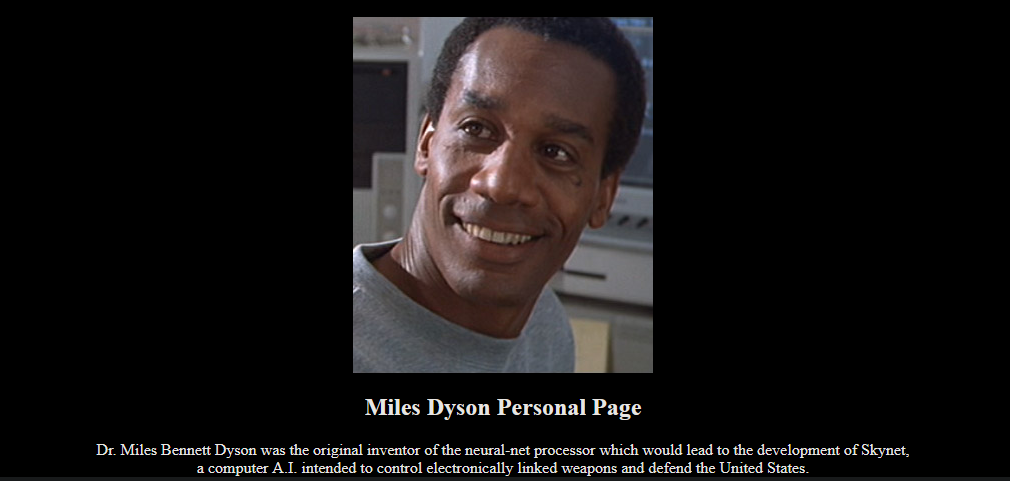 Miles Dyson Personal Page
Dr. Miles Bennett Dyson was the original inventor of the neural-net processor which would lead to the development of Skynet,
a computer A.I. intended to control electronically linked weapons and defend the United States.